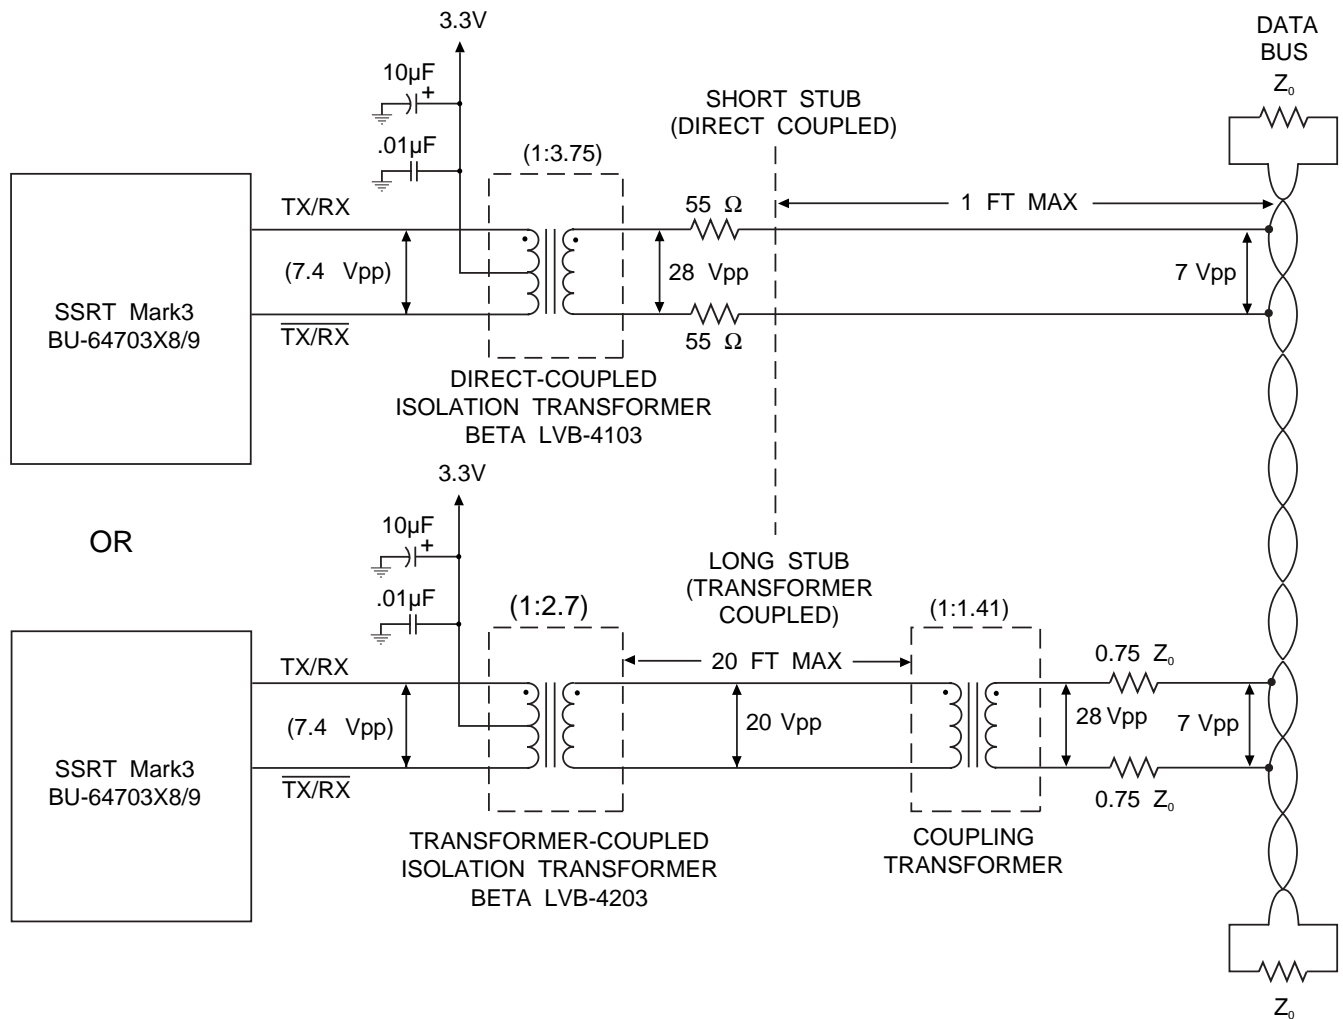 3.3V
10µF
+
.01µF
DATA
BUS
Z₀
SHORT STUB
(DIRECT COUPLED)
(1:3.75)
SSRT Mark3
BU-64703X8/9
TX/RX
(7.4 Vpp)
TX/RX
55 Ω
1 FT MAX
28 Vpp
7 Vpp
55 Ω
DIRECT-COUPLED
ISOLATION TRANSFORMER
BETA LVB-4103
OR
3.3V
10µF
+
.01µF
LONG STUB
(TRANSFORMER
COUPLED)
(1:2.7)
(1:1.41)
SSRT Mark3
BU-64703X8/9
TX/RX
(7.4 Vpp)
TX/RX
20 FT MAX
20 Vpp
0.75 Z₀
28 Vpp
7 Vpp
0.75 Z₀
TRANSFORMER-COUPLED
ISOLATION TRANSFORMER
BETA LVB-4203
COUPLING
TRANSFORMER
Z₀